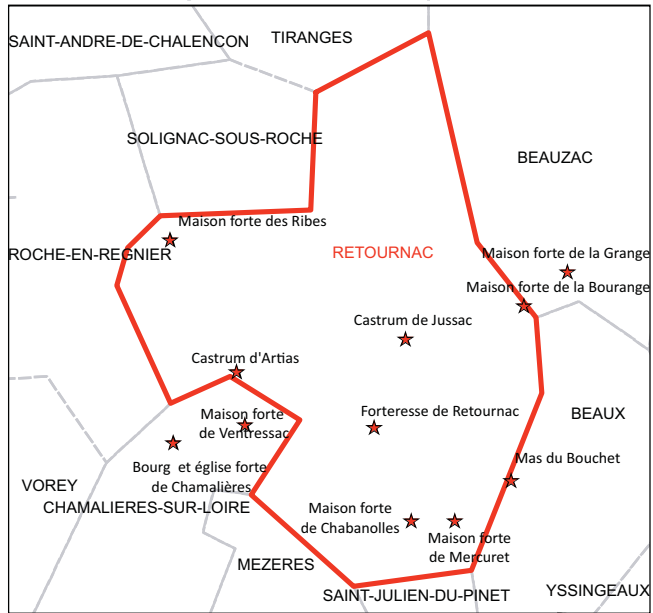 SAINT-ANDRE-DE-CHALENCON
TIRANGES
SOLIGNAC-SOUS-ROCHE
BEAUZAC
Maison forte des Ribes
ROCHE-EN-REGNIER
RETOURNAC
Maison forte de la Grange
Maison forte de la Bourange
Castrum de Jussac
Castrum d'Artias
Maison forte
de Ventressac
Forteresse de Retournac
BEAUX
Bourg et église forte
de Chamalières
Mas du Bouchet
VOREY
CHAMALIERES-SUR-LOIRE
Maison forte
de Chabanolles
Maison forte
de Mercuret
MEZERES
SAINT-JULIEN-DU-PINET
YSSINGEAUX